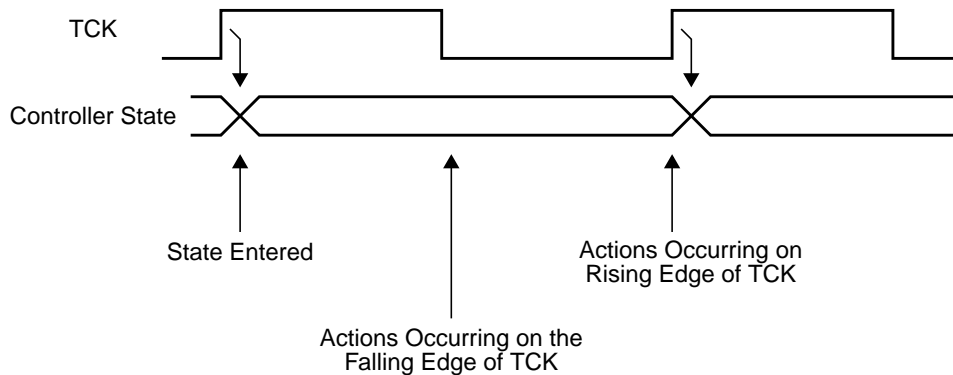 TCK
Controller State
State Entered
Actions Occurring on
Rising Edge of TCK
Actions Occurring on the
Falling Edge of TCK